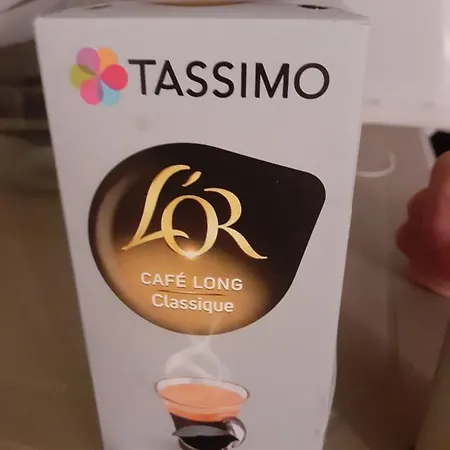 TASSIMO
L'OR
CAFÉ LONG
Classique